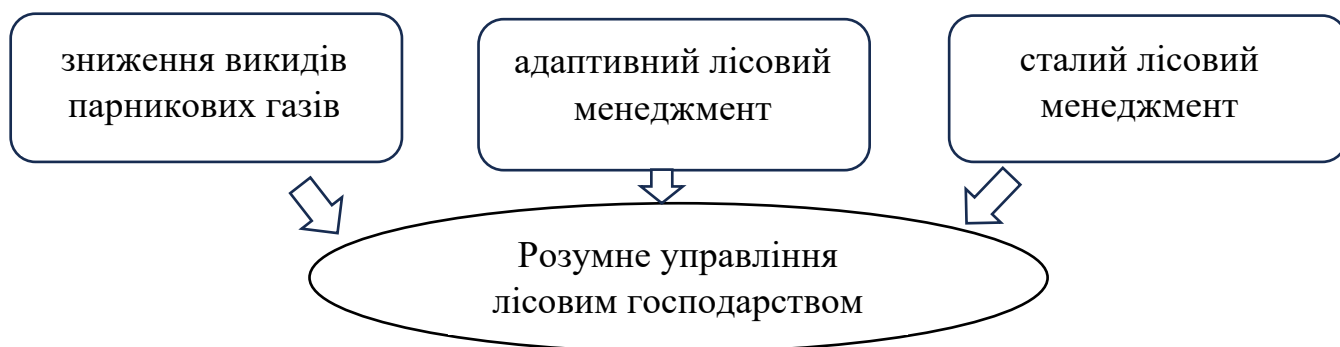 зниження викидів
парникових газів
адаптивний лісовий
менеджмент
сталий лісовий
менеджмент
Розумне управління
лісовим господарством